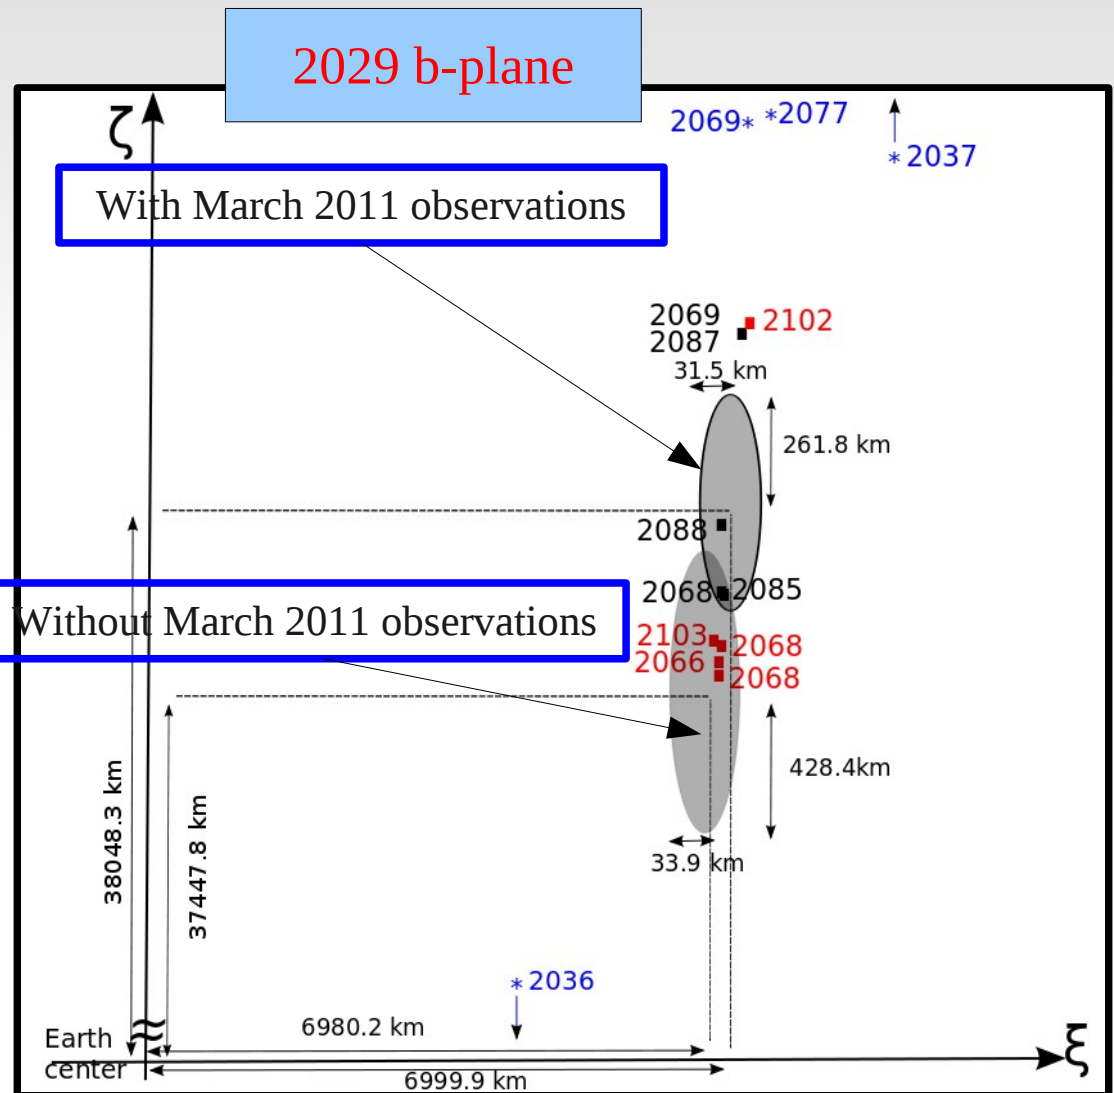 2029 b-plane
ζ
2069* *2077
* 2037
With March 2011 observations
2069
2087
2102
31.5 km
261.8 km
2088
2068
2085
Without March 2011 observations
2103
2068
2066
2068
38048.3 km
37447.8 km
428.4km
33.9 km
* 2036
6980.2 km
≈
Earth
center
ξ
6999.9 km